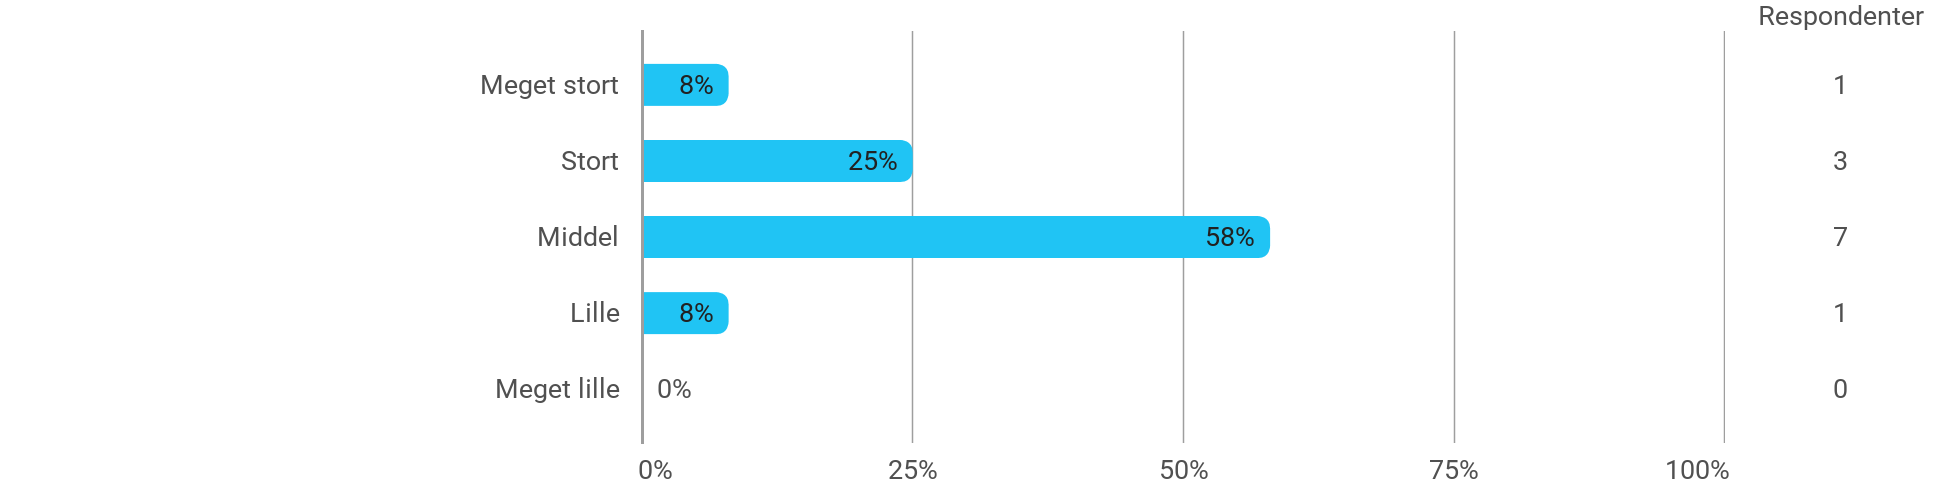 Respondenter
Meget stort 8% 1
Stort 25% 3
Middel 58% 7
Lille 8% 1
Meget lille 0% 0
0% 25% 50% 75% 100%